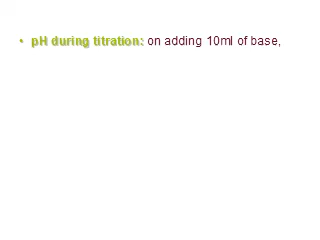 • pH during titration: on adding 10ml of base,